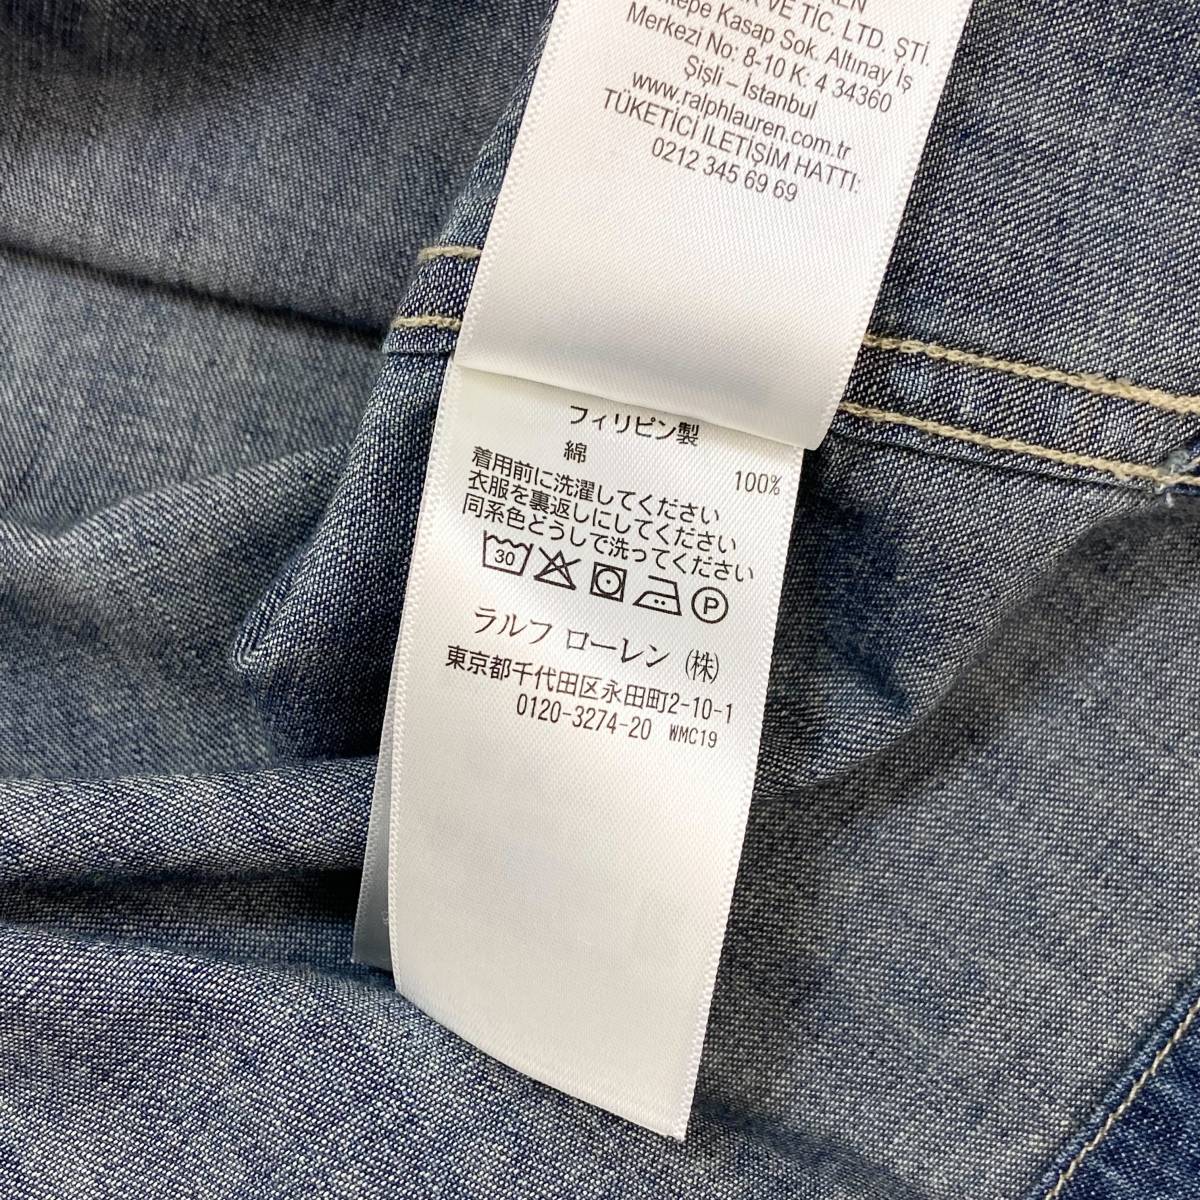 VE TİC. LTD. ŞTİ.
Kasap Sok. Altınay İş
Merkezi No: 8-10 K: 4 34360
Şişli – İstanbul
www.ralphlauren.com.tr
TÜKETİCİ İLETİŞİM HATTI:
0212 345 69 69
フィリピン製
綿 100%
着用前に洗濯してください
衣服を裏返しにしてください
同系色どうしで洗ってください
30 P
ラルフ ローレン (株)
東京都千代田区永田町2-10-1
0120-3274-20 WMC19